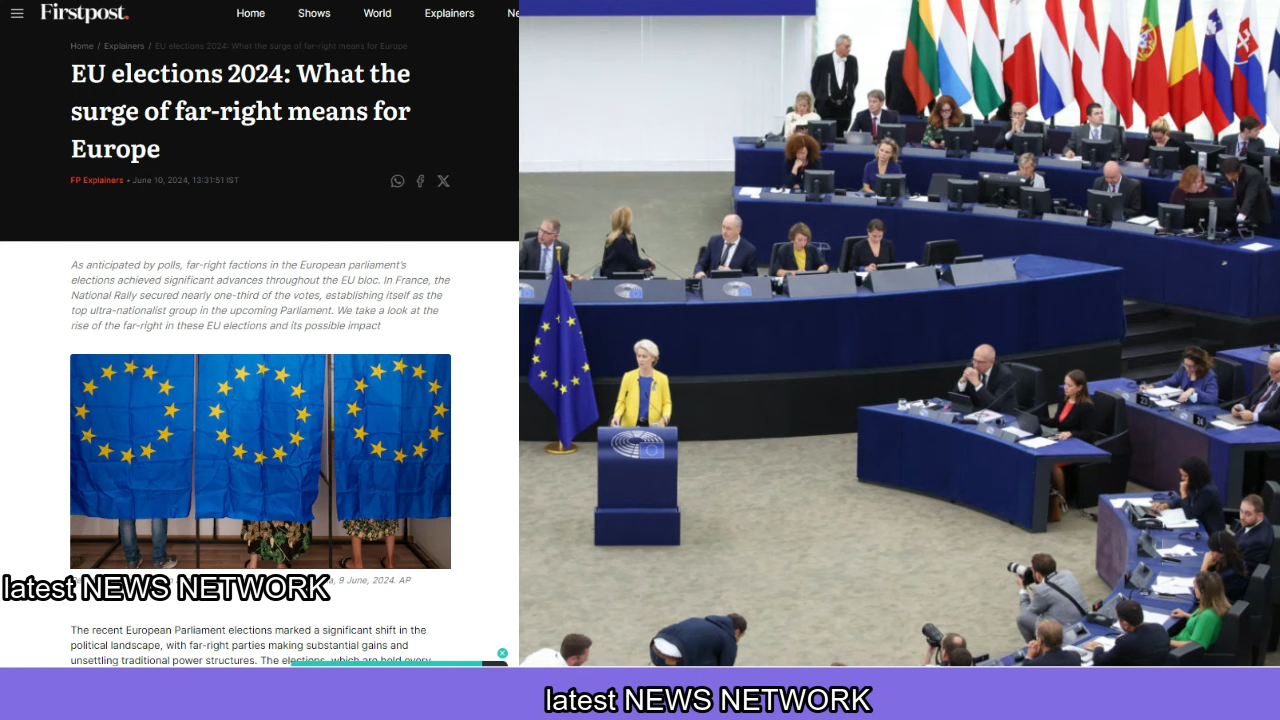 Firstpost.
Home Shows World Explainers Ne
Home / Explainers / EU elections 2024: What the surge of far-right means for Europe
EU elections 2024: What the
surge of far-right means for
Europe
FP Explainers • June 10, 2024, 13:31:51 IST
As anticipated by polls, far-right factions in the European parliament's
elections achieved significant advances throughout the EU bloc. In France, the
National Rally secured nearly one-third of the votes, establishing itself as the
top ultra-nationalist group in the upcoming Parliament. We take a look at the
rise of the far-right in these EU elections and its possible impact
9 June, 2024. AP
latest NEWS NETWORK
The recent European Parliament elections marked a significant shift in the
political landscape, with far-right parties making substantial gains and
unsettling traditional power structures. The elections, which are held every
23
24
latest NEWS NETWORK